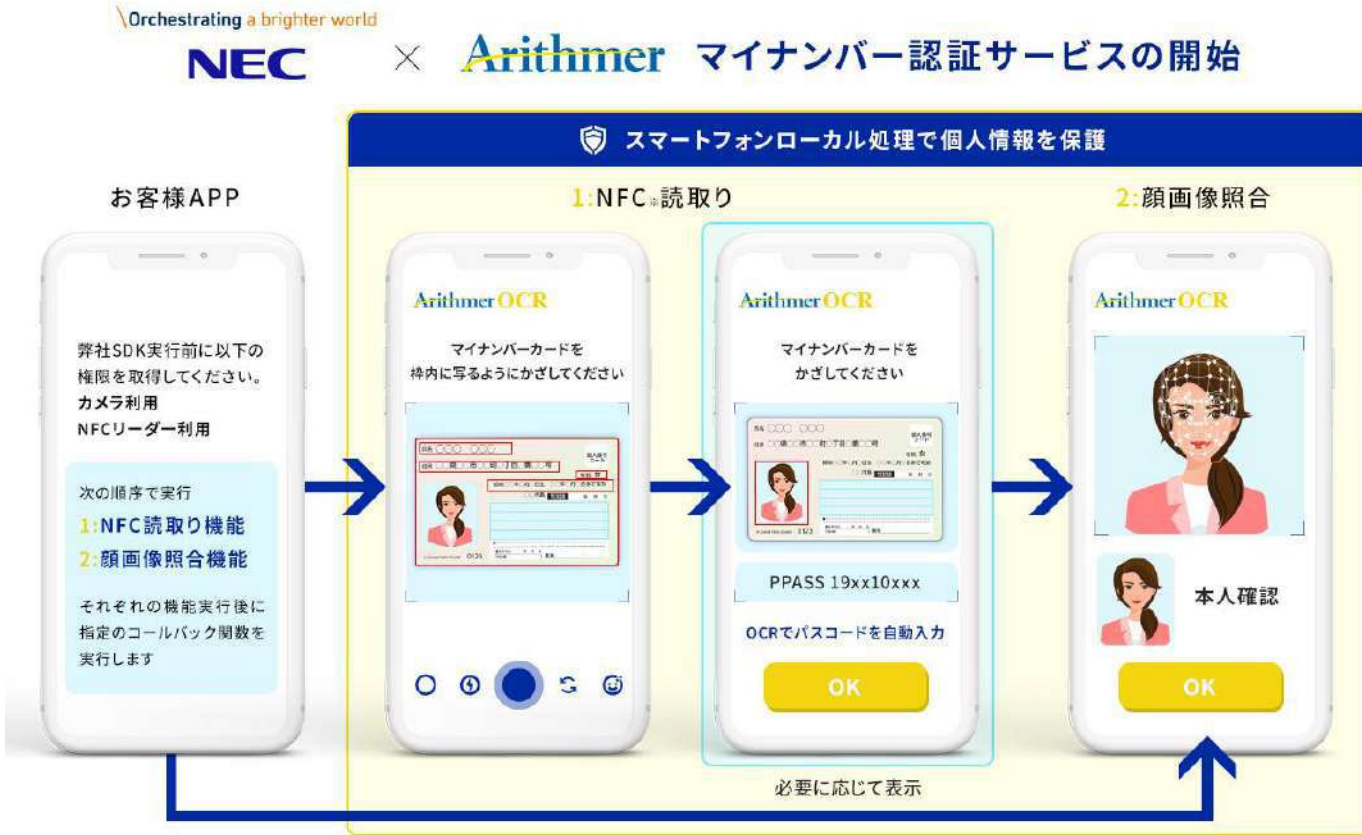 Orchestrating a brighter world
NEC × Arithmer マイナンバー認証サービスの開始
スマートフォンローカル処理で個人情報を保護
お客様APP
1:NFC※読取り
2:顔画像照合
弊社SDK実行前に以下の
権限を取得してください。
カメラ利用
NFCリーダー利用
次の順序で実行
1:NFC読取り機能
2:顔画像照合機能
それぞれの機能実行後に
指定のコールバック関数を
実行します
Arithmer OCR
マイナンバーカードを
枠内に写るようにかざしてください
Arithmer OCR
マイナンバーカードを
かざしてください
PPASS 19xx10xxx
OCRでパスコードを自動入力
OK
必要に応じて表示
Arithmer OCR
本人確認
OK